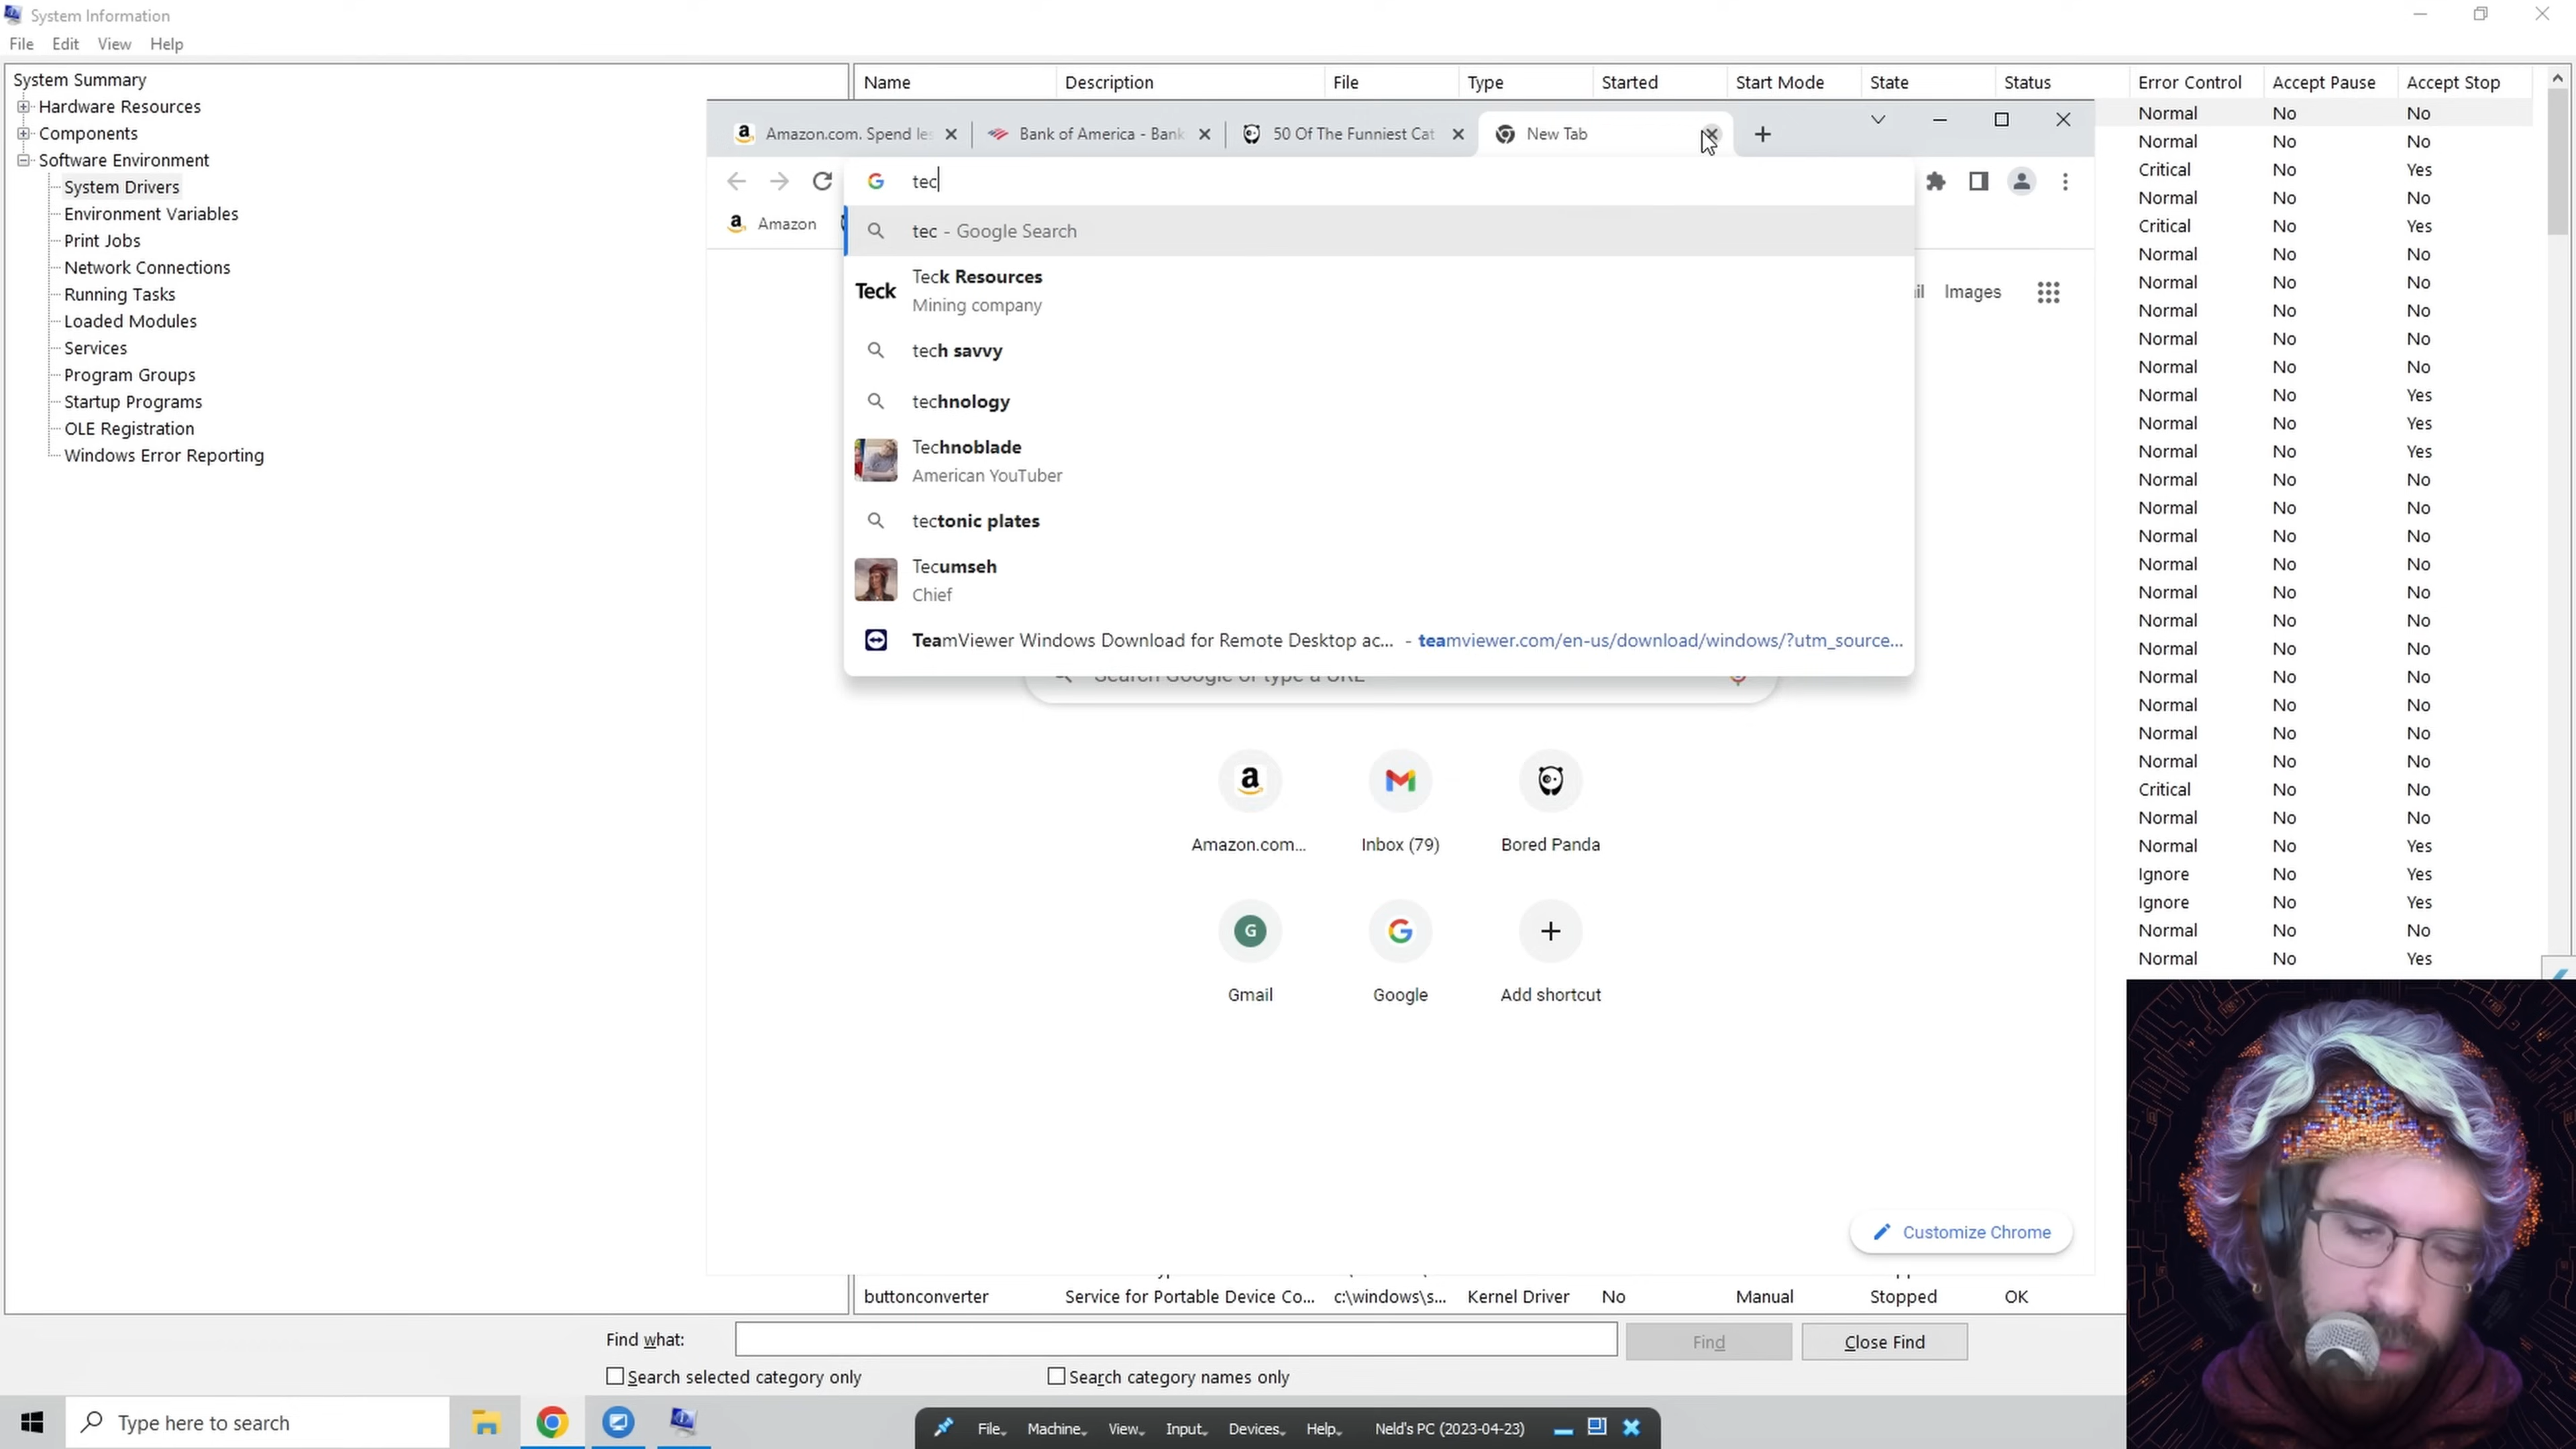 System Information
File Edit View Help
System Summary
Hardware Resources
Components
Software Environment
System Drivers
Environment Variables
Print Jobs
Network Connections
Running Tasks
Loaded Modules
Services
Program Groups
Startup Programs
OLE Registration
Windows Error Reporting
Name Description File Type Started Start Mode State Status Error Control Accept Pause Accept Stop
Amazon.com. Spend les Bank of America - Bank 50 Of The Funniest Cat New Tab
tec
Amazon
tec - Google Search
Teck
Teck Resources
Mining company
tech savvy
technology
Technoblade
American YouTuber
tectonic plates
Tecumseh
Chief
TeamViewer Windows Download for Remote Desktop ac... - teamviewer.com/en-us/download/windows/?utm_source...
Images
Search Google or type a URL
Amazon.com... Inbox (79) Bored Panda
G
Gmail Google Add shortcut
Customize Chrome
Normal No No
Normal No No
Critical No Yes
Normal No No
Critical No Yes
Normal No No
Normal No No
Normal No No
Normal No No
Normal No No
Normal No Yes
Normal No Yes
Normal No Yes
Normal No No
Normal No No
Normal No No
Normal No No
Normal No No
Normal No No
Normal No No
Normal No No
Normal No No
Normal No No
Normal No No
Critical No No
Normal No No
Normal No Yes
Ignore No Yes
Ignore No Yes
Normal No No
Normal No Yes
buttonconverter Service for Portable Device Co... c:\windows\s... Kernel Driver No Manual Stopped OK
Find what: Find Close Find
Search selected category only Search category names only
Type here to search
File Machine View Input Devices Help Neld's PC (2023-04-23)